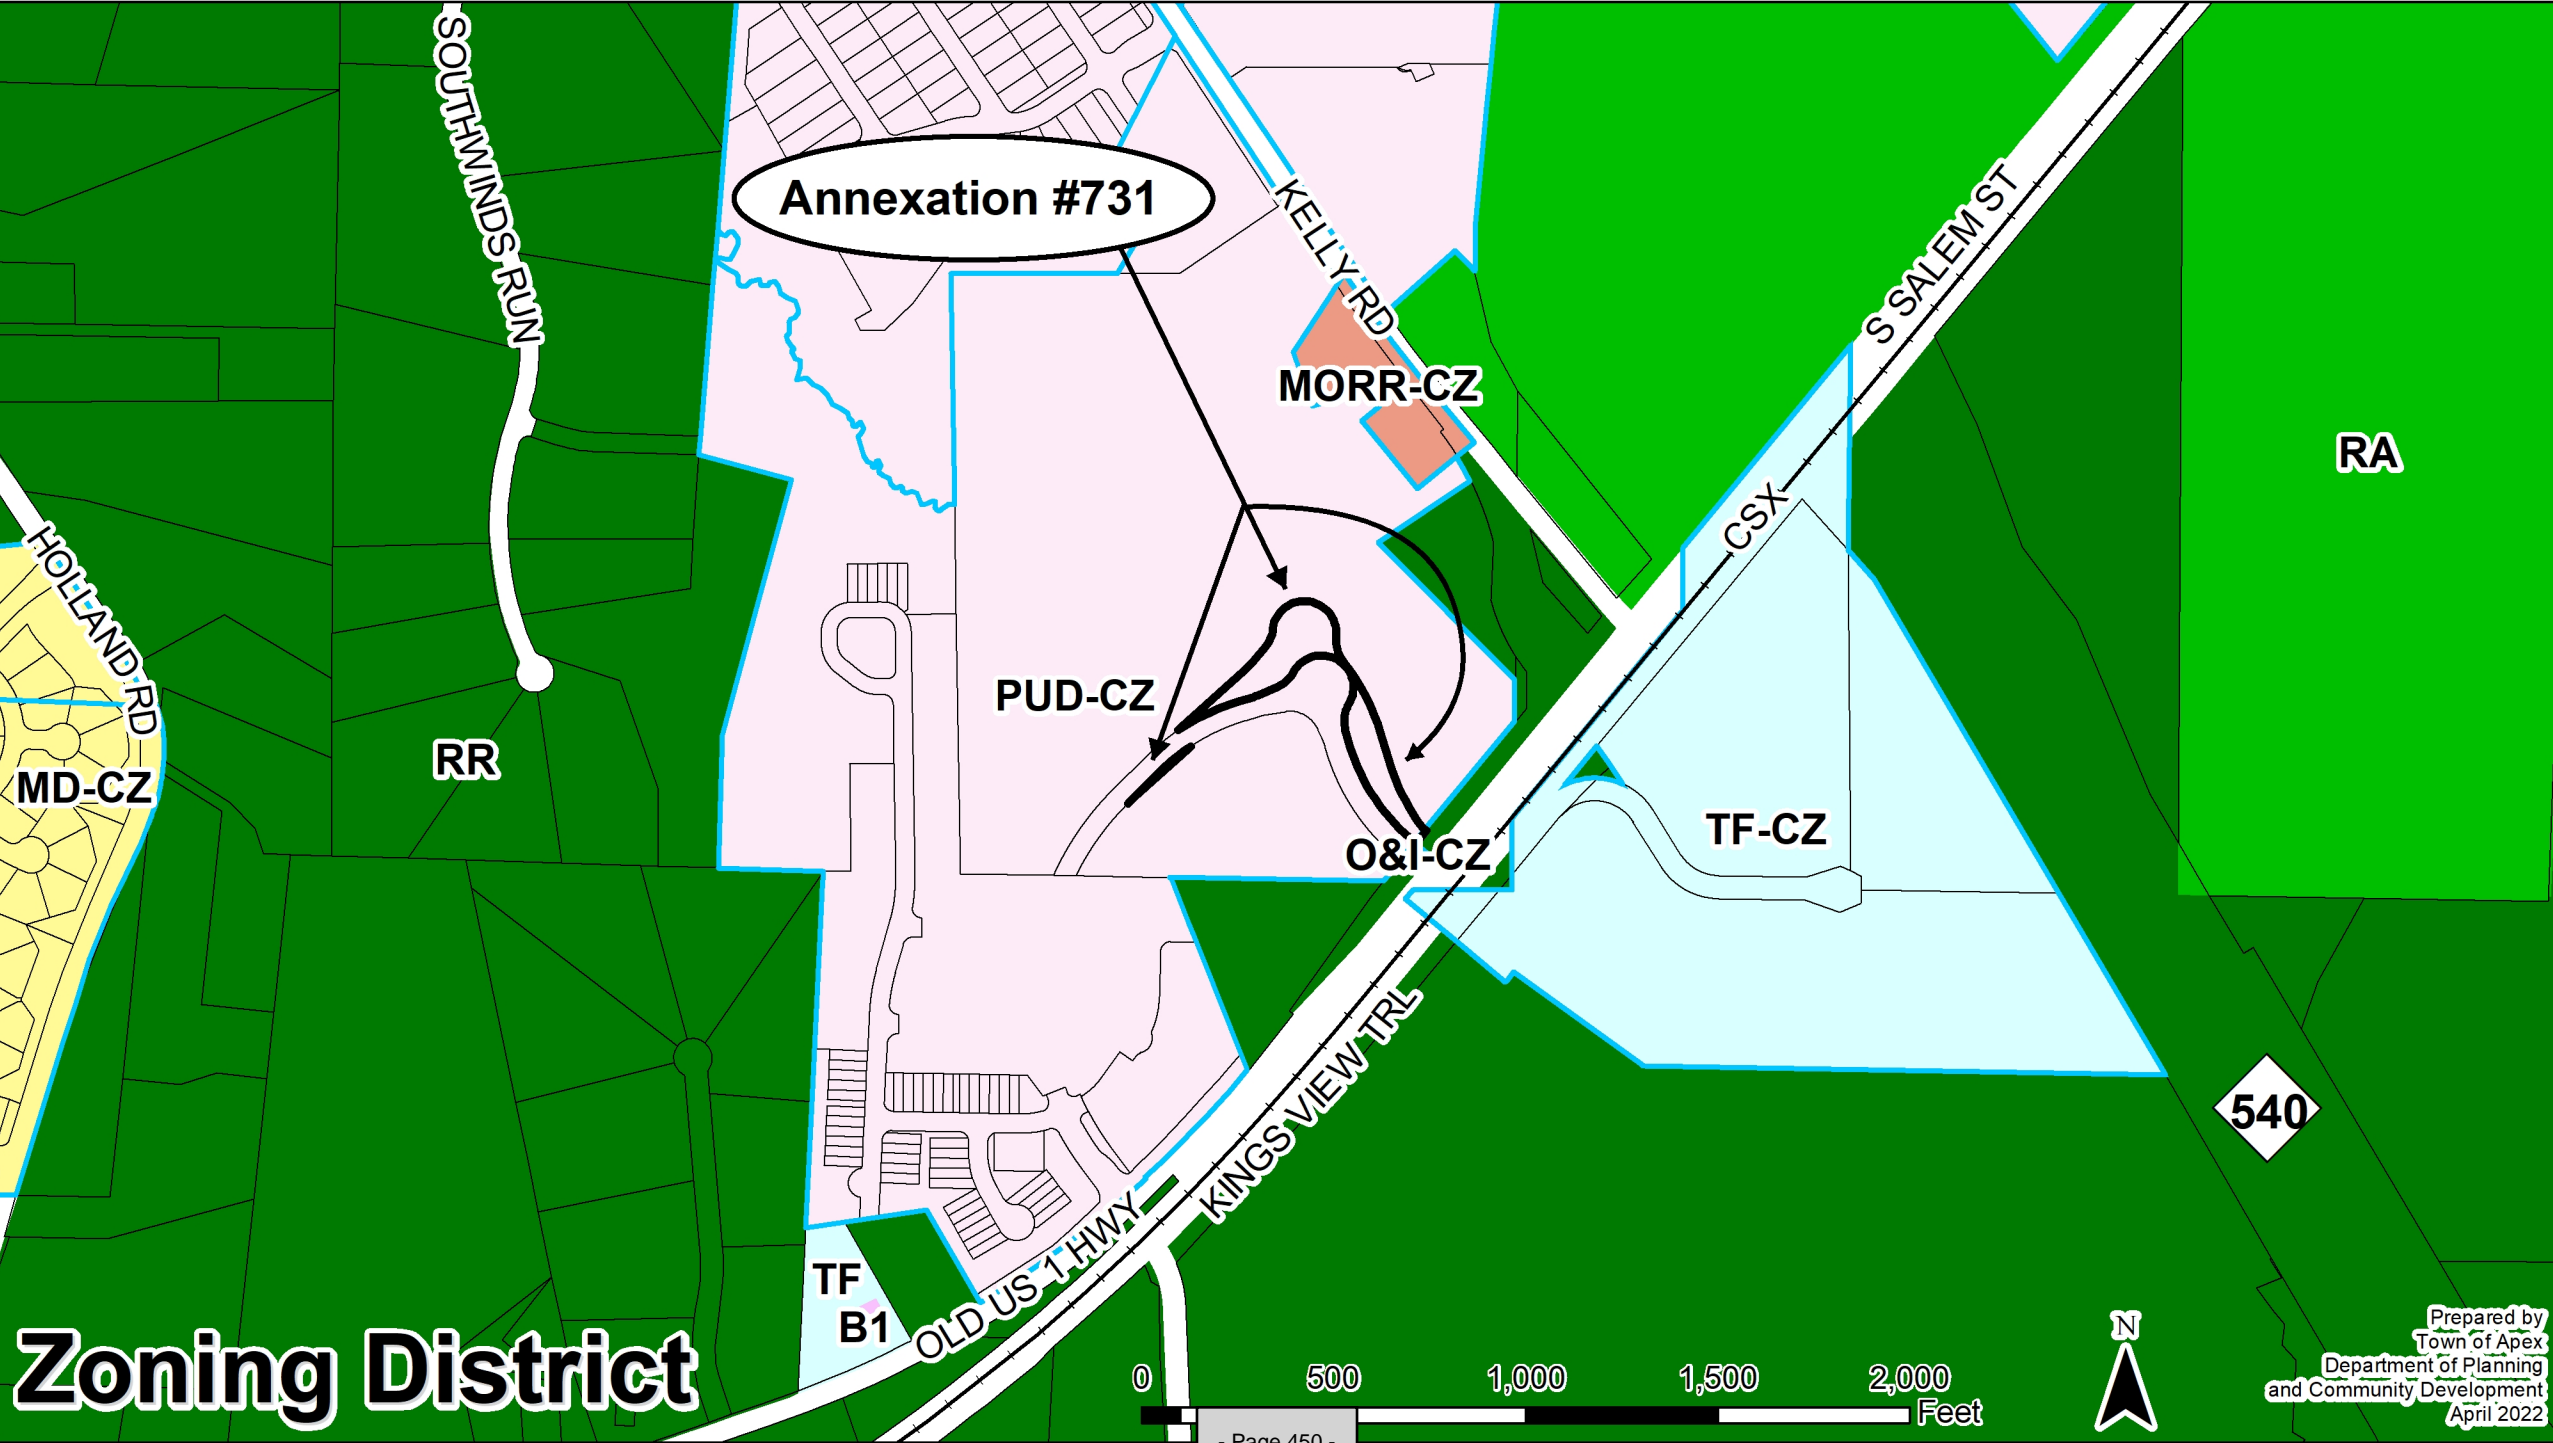 SOUTHWINDS RUN
Annexation #731
KELLY RD
S SALEM ST
MORR-CZ
RA
CSX
HOLLAND RD
PUD-CZ
RR
MD-CZ
TF-CZ
O&I-CZ
KINGS VIEW TRL
540
OLD US 1 HWY
TF
B1
Zoning District
0 500 1,000 1,500 2,000
Feet
N
Prepared by
Town of Apex
Department of Planning
and Community Development
April 2022
- Page 450 -